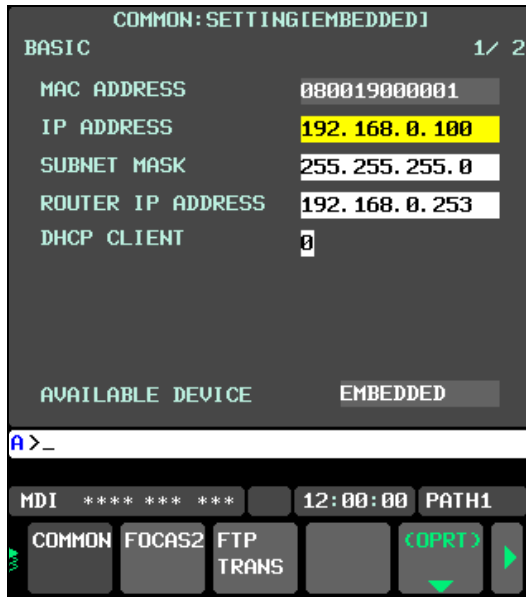 COMMON:SETTING[EMBEDDED]
BASIC 1/ 2
MAC ADDRESS 080019000001
IP ADDRESS 192.168.0.100
SUBNET MASK 255.255.255.0
ROUTER IP ADDRESS 192.168.0.253
DHCP CLIENT 0
AVAILABLE DEVICE EMBEDDED
A>_
MDI **** *** *** 12:00:00 PATH1
COMMON FOCAS2 FTP TRANS (OPRT)